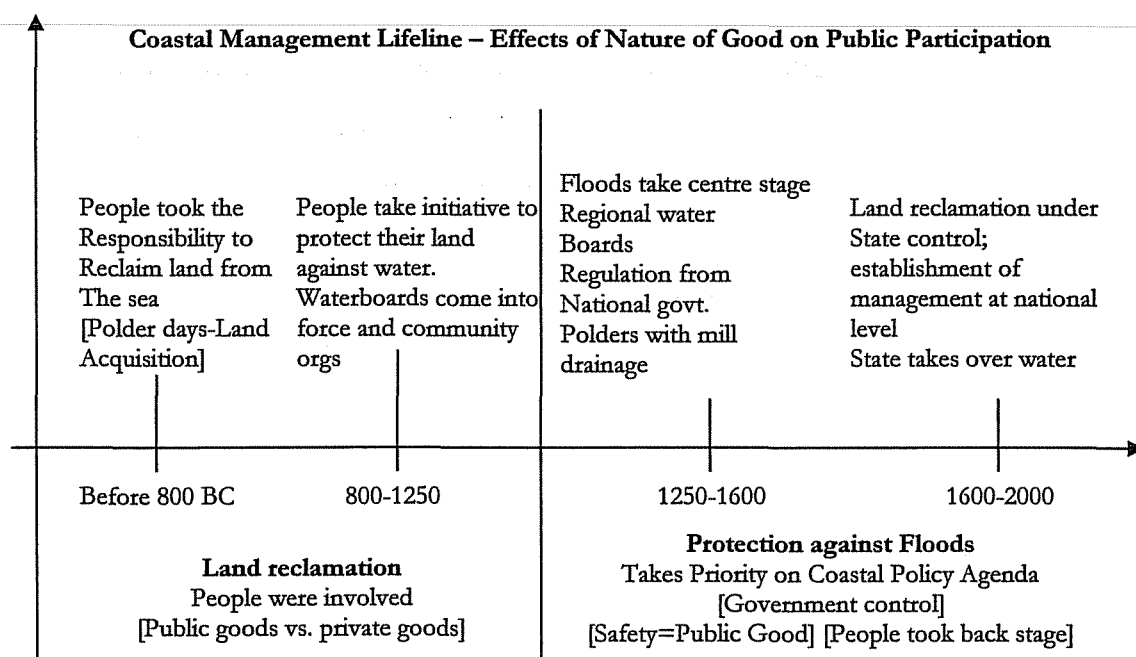 Coastal Management Lifeline – Effects of Nature of Good on Public Participation
People took the
Responsibility to
Reclaim land from
The sea
[Polder days-Land
Acquisition]
People take initiative to
protect their land
against water.
Waterboards come into
force and community
orgs
Floods take centre stage
Regional water
Boards
Regulation from
National govt.
Polders with mill
drainage
Land reclamation under
State control;
establishment of
management at national
level
State takes over water
Before 800 BC
800-1250
1250-1600
1600-2000
Land reclamation
People were involved
[Public goods vs. private goods]
Protection against Floods
Takes Priority on Coastal Policy Agenda
[Government control]
[Safety=Public Good] [People took back stage]